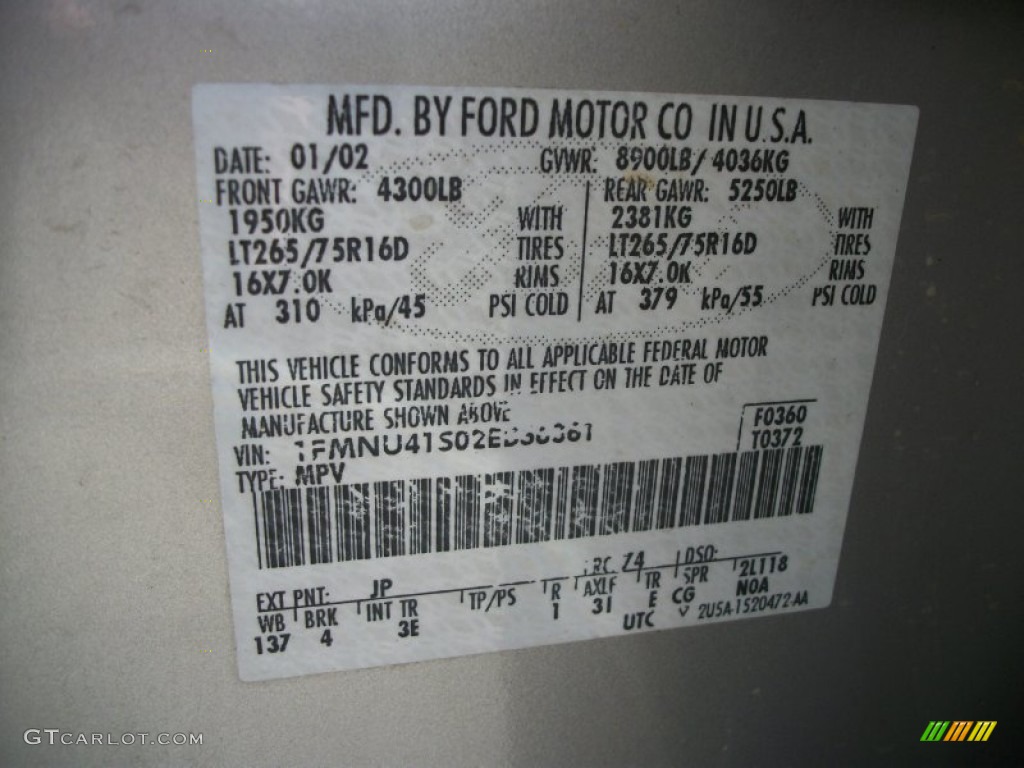 MFD. BY FORD MOTOR CO IN U.S.A.
DATE: 01/02 GVWR: 8900LB/ 4036KG
FRONT GAWR: 4300LB REAR GAWR: 5250LB
1950KG WITH 2381KG WITH
LT265/75R16D TIRES LT265/75R16D TIRES
16X7.0K RIMS 16X7.0K RIMS
AT 310 kPa/45 PSI COLD AT 379 kPa/55 PSI COLD
THIS VEHICLE CONFORMS TO ALL APPLICABLE FEDERAL MOTOR
VEHICLE SAFETY STANDARDS IN EFFECT ON THE DATE OF
MANUFACTURE SHOWN ABOVE
F0360
VIN:
T0372
TYPE: MPV
EXT PNT: JP RC: 74 DSO:
WB BRK INT TR TP/PS R AXLE TR SPR 2L118
137 4 3E 1 31 E CG N0A
UTC V 2U5A-1520472-AA
GTCARLOT.COM